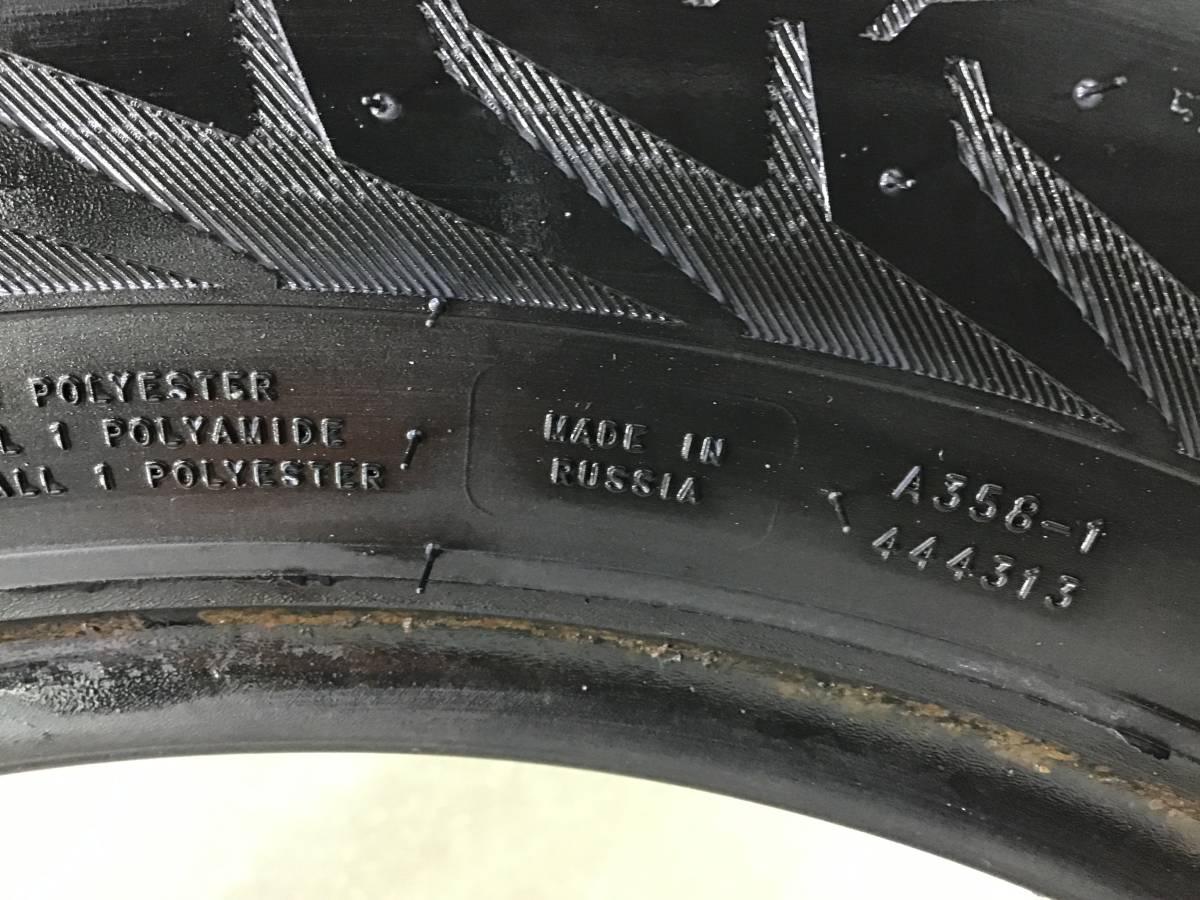 POLYESTER
1 POLYAMIDE
1 POLYESTER
MADE IN
RUSSIA
A358-1
444313